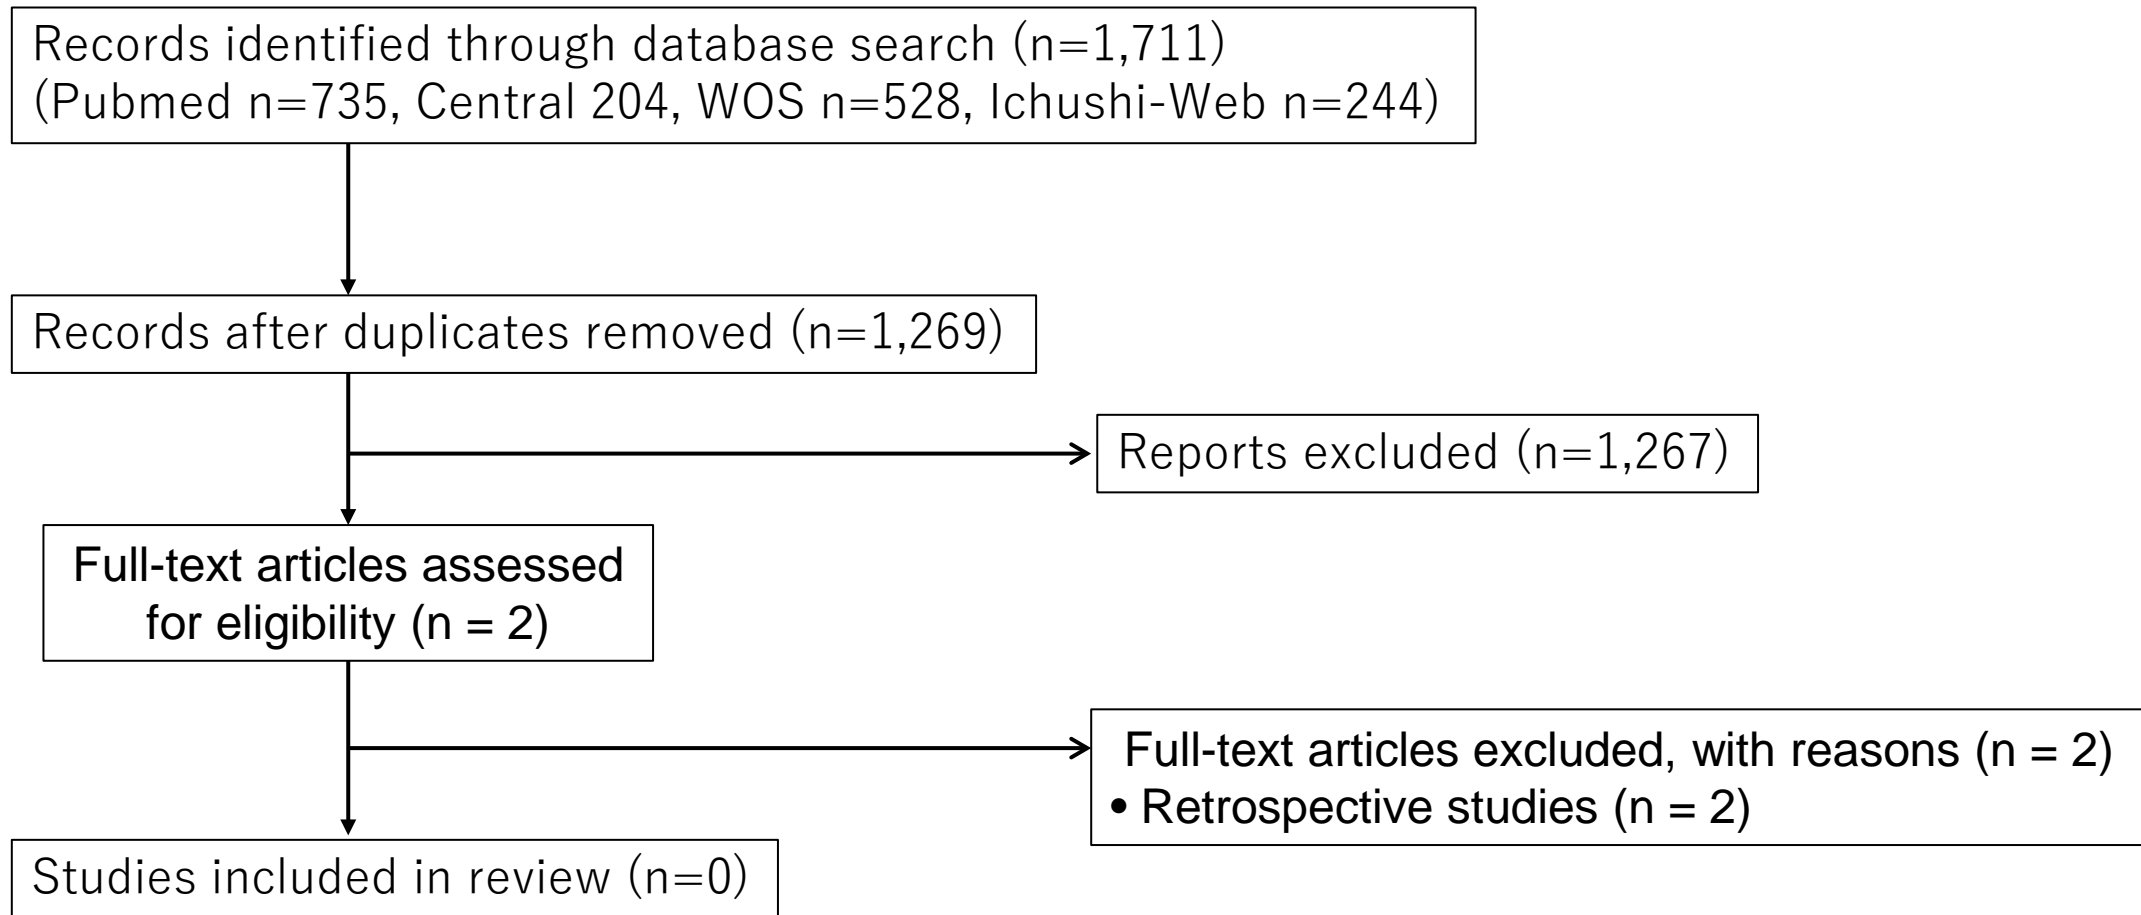 Records identified through database search (n=1,711)
(Pubmed n=735, Central 204, WOS n=528, Ichushi-Web n=244)
Records after duplicates removed (n=1,269)
Reports excluded (n=1,267)
Full-text articles assessed
for eligibility (n = 2)
Full-text articles excluded, with reasons (n = 2)
• Retrospective studies (n = 2)
Studies included in review (n=0)